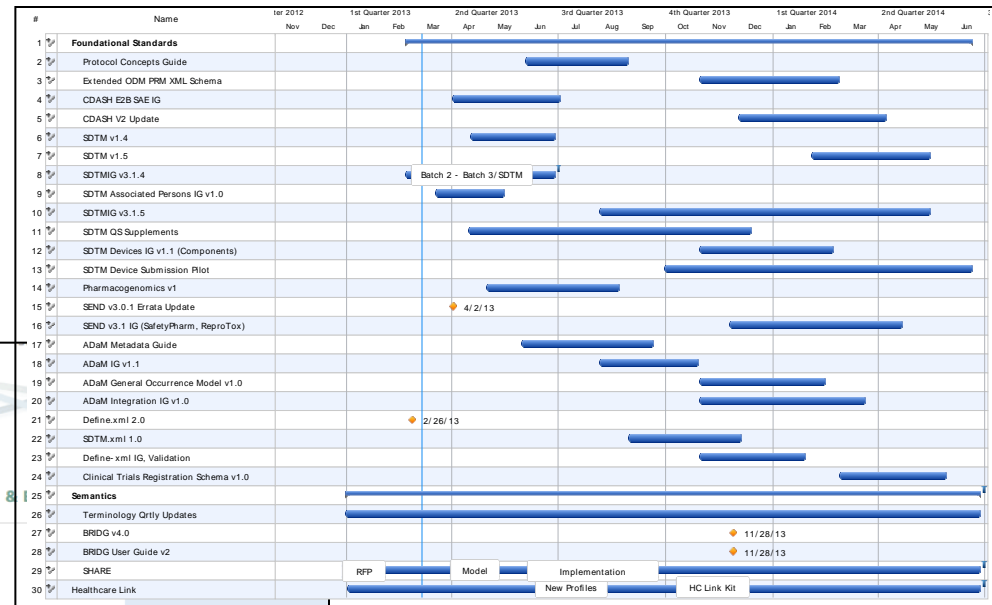 # Name ter 2012 1st Quarter 2013 2nd Quarter 2013 3rd Quarter 2013 4th Quarter 2013 1st Quarter 2014 2nd Quarter 2014 3
Nov Dec Jan Feb Mar Apr May Jun Jul Aug Sep Oct Nov Dec Jan Feb Mar Apr May Jun
1 Foundational Standards
2 Protocol Concepts Guide
3 Extended ODM PRM XML Schema
4 CDASH E2B SAE IG
5 CDASH V2 Update
6 SDTM v1.4
7 SDTM v1.5
8 SDTMIG v3.1.4 Batch 2 - Batch 3/SDTM
9 SDTM Associated Persons IG v1.0
10 SDTMIG v3.1.5
11 SDTM QS Supplements
12 SDTM Devices IG v1.1 (Components)
13 SDTM Device Submission Pilot
14 Pharmacogenomics v1
15 SEND v3.0.1 Errata Update 4/2/13
16 SEND v3.1 IG (SafetyPharm, ReproTox)
17 ADaM Metadata Guide
18 ADaM IG v1.1
19 ADaM General Occurrence Model v1.0
20 ADaM Integration IG v1.0
21 Define.xml 2.0 2/26/13
22 SDTM.xml 1.0
23 Define-xml IG, Validation
24 Clinical Trials Registration Schema v1.0
& 25 Semantics
26 Terminology Qrtly Updates
27 BRIDG v4.0 11/28/13
28 BRIDG User Guide v2 11/28/13
29 SHARE RFP Model Implementation
30 Healthcare Link New Profiles HC Link Kit